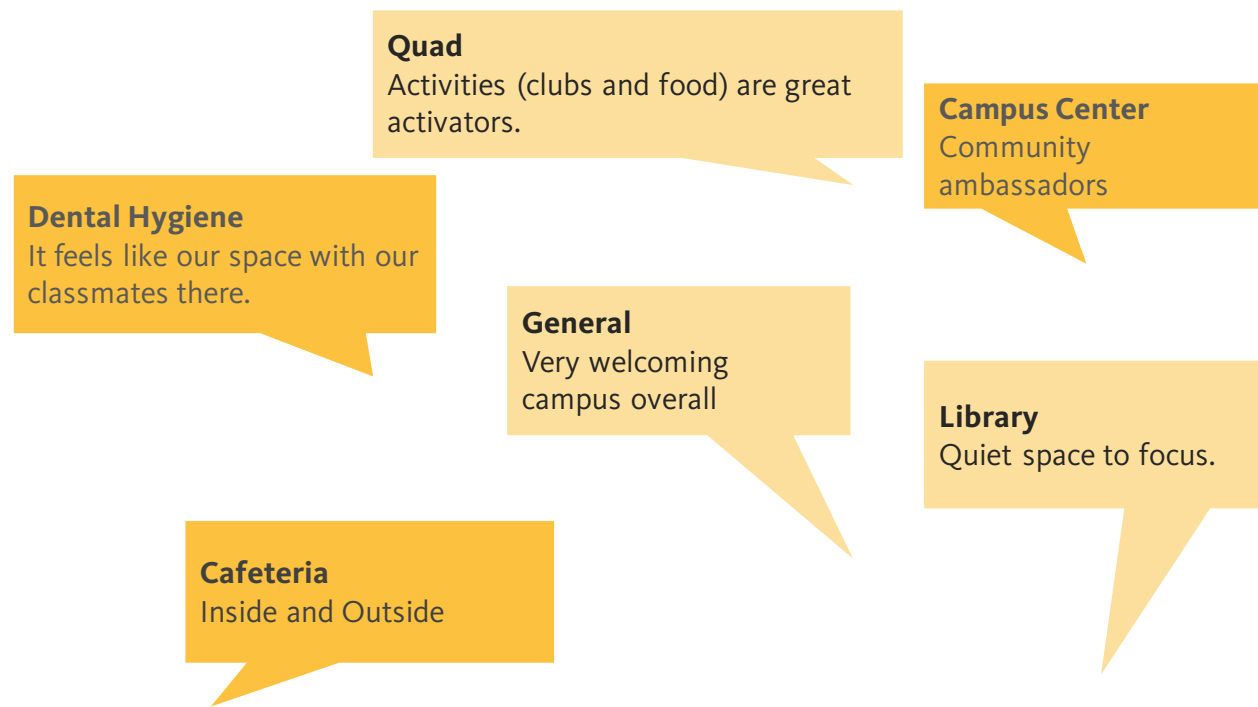 Quad
Activities (clubs and food) are great
activators.
Campus Center
Community
ambassadors
Dental Hygiene
It feels like our space with our
classmates there.
General
Very welcoming
campus overall
Library
Quiet space to focus.
Cafeteria
Inside and Outside